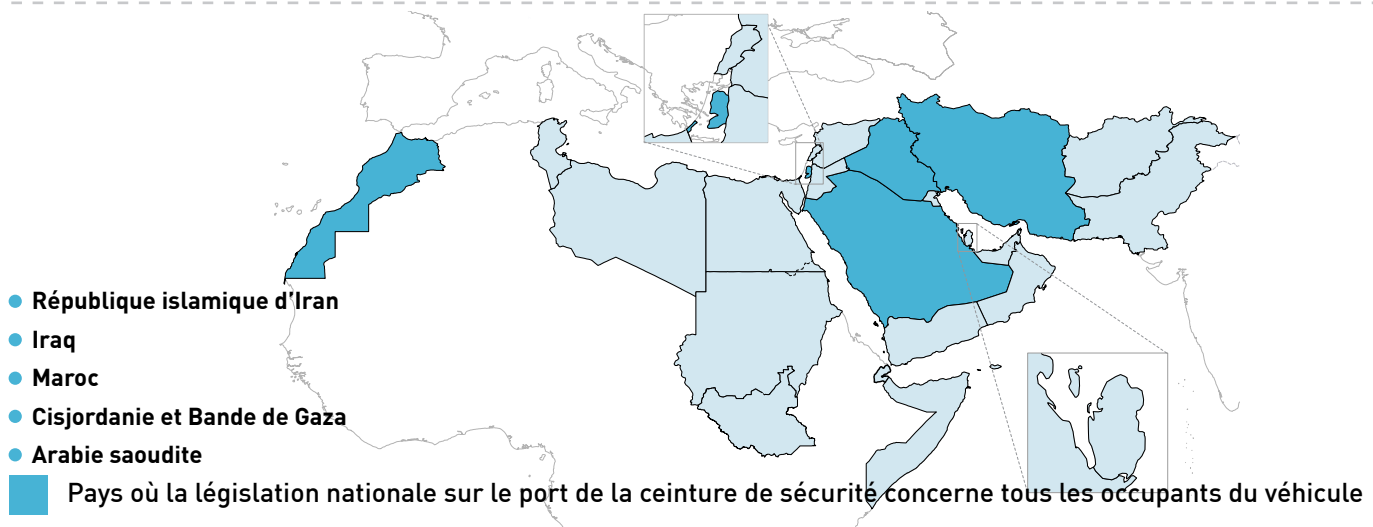 République islamique d'Iran
Iraq
Maroc
Cisjordanie et Bande de Gaza
Arabie saoudite
Pays où la législation nationale sur le port de la ceinture de sécurité concerne tous les occupants du véhicule